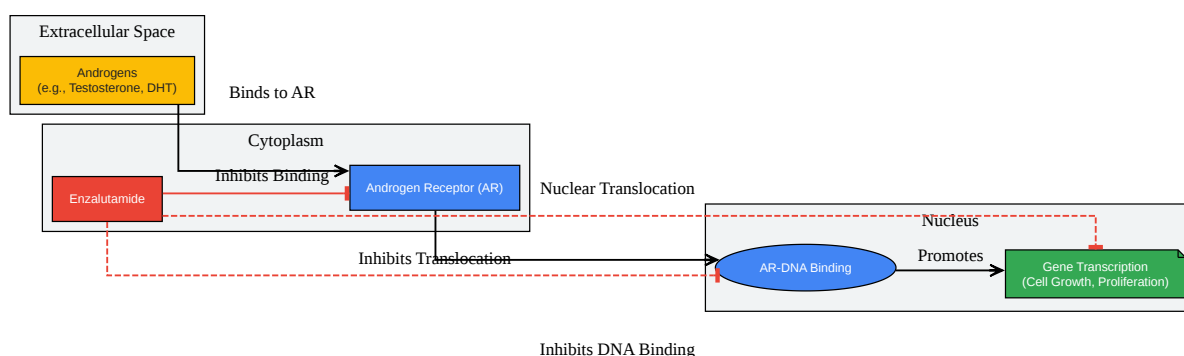 Extracellular Space
Androgens
(e.g., Testosterone, DHT)
Binds to AR
Cytoplasm
Inhibits Binding
Enzalutamide
Androgen Receptor (AR)
Nuclear Translocation
Nucleus
Inhibits Translocation
AR-DNA Binding
Promotes
Gene Transcription
(Cell Growth, Proliferation)
Inhibits DNA Binding